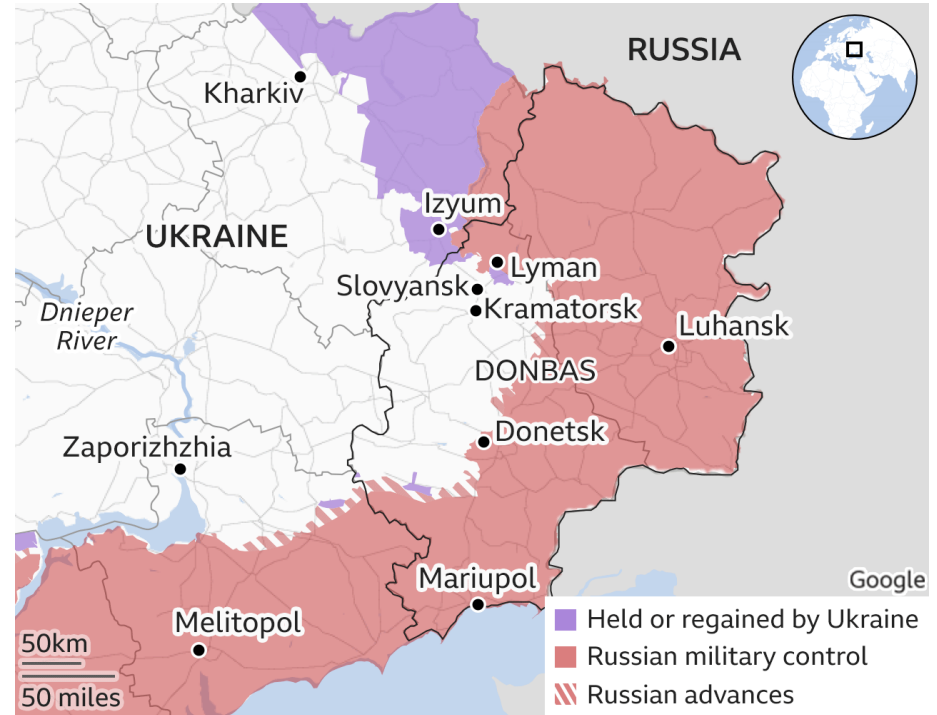 RUSSIA
Kharkiv
Izyum
UKRAINE
Lyman
Slovyansk
Kramatorsk
Dnieper
River
Luhansk
DONBAS
Donetsk
Zaporizhzhia
Google
Mariupol
Melitopol
Held or regained by Ukraine
Russian military control
Russian advances
50km
50 miles